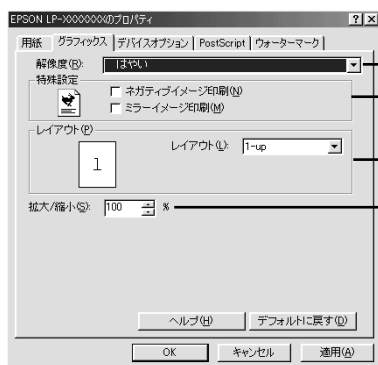 EPSON LP-XXXXXXXのプロパティ
用紙 グラフィックス デバイスオプション PostScript ウォーターマーク
解像度(R): はやい
特殊設定
ネガティブイメージ印刷(N)
ミラーイメージ印刷(M)
レイアウト(P)
1
レイアウト(L): 1-up
拡大/縮小(S): 100 %
ヘルプ(H) デフォルトに戻す(D)
OK キャンセル 適用(A)